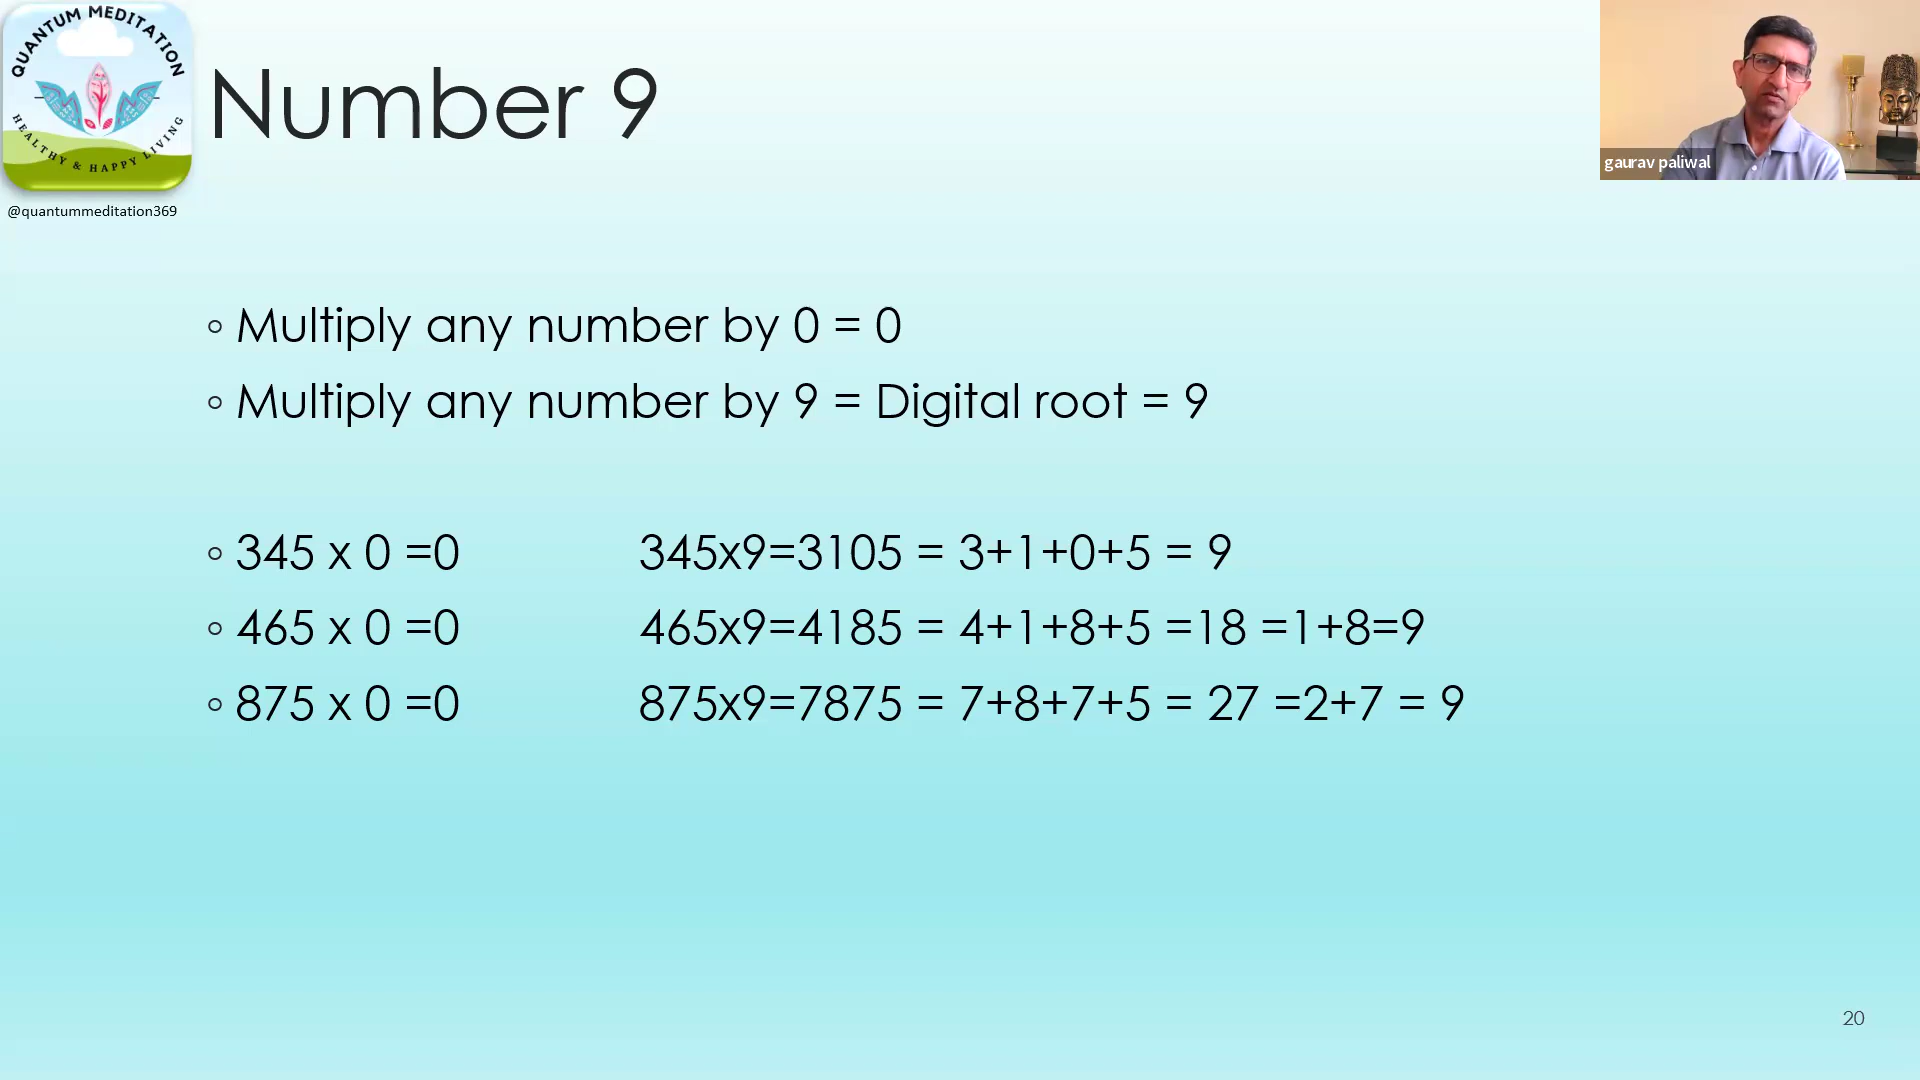 QUANTUM MEDITATION
HEALTHY & HAPPY LIVING
@quantummeditation369
Number 9
gaurav paliwal
◦ Multiply any number by 0 = 0
◦ Multiply any number by 9 = Digital root = 9
◦ 345 x 0 =0 345x9=3105 = 3+1+0+5 = 9
◦ 465 x 0 =0 465x9=4185 = 4+1+8+5 =18 =1+8=9
◦ 875 x 0 =0 875x9=7875 = 7+8+7+5 = 27 =2+7 = 9
20